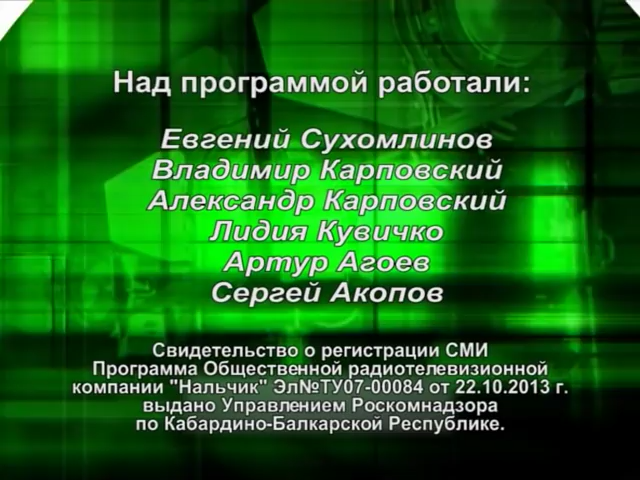 Над программой работали:
Евгений Сухомлинов
Владимир Карповский
Александр Карповский
Лидия Кувичко
Артур Агоев
Сергей Акопов
Свидетельство о регистрации СМИ
Программа Общественной радиотелевизионной
компании "Нальчик" Эл№ТУ07-00084 от 22.10.2013 г.
выдано Управлением Роскомнадзора
по Кабардино-Балкарской Республике.